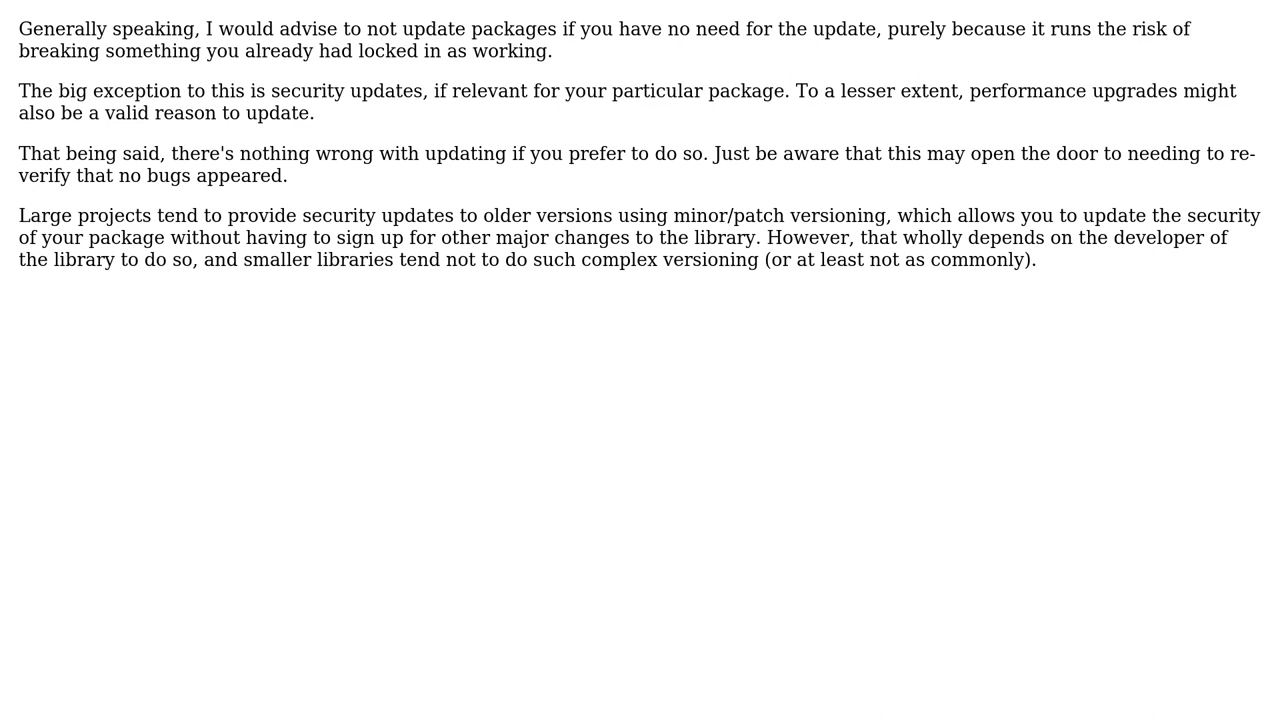 Generally speaking, I would advise to not update packages if you have no need for the update, purely because it runs the risk of
breaking something you already had locked in as working.
The big exception to this is security updates, if relevant for your particular package. To a lesser extent, performance upgrades might
also be a valid reason to update.
That being said, there's nothing wrong with updating if you prefer to do so. Just be aware that this may open the door to needing to re-
verify that no bugs appeared.
Large projects tend to provide security updates to older versions using minor/patch versioning, which allows you to update the security
of your package without having to sign up for other major changes to the library. However, that wholly depends on the developer of
the library to do so, and smaller libraries tend not to do such complex versioning (or at least not as commonly).